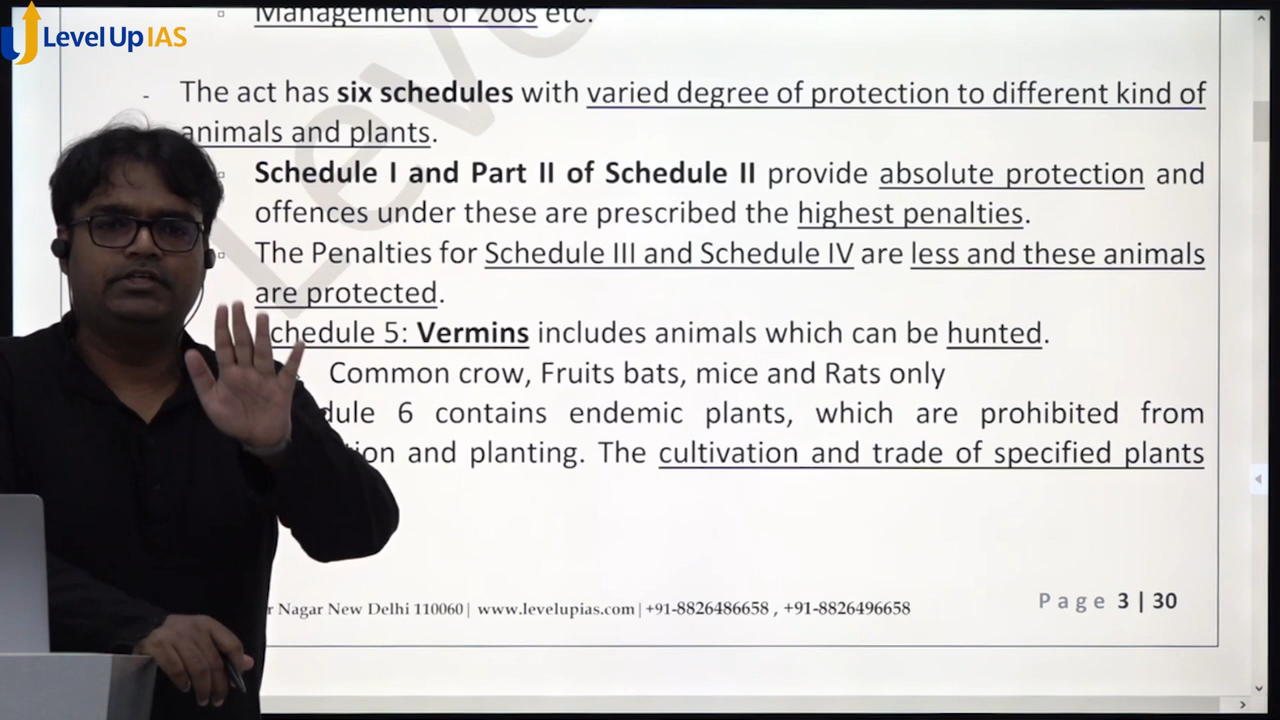 Level Up IAS
Management of zoos etc.
- The act has six schedules with varied degree of protection to different kind of
animals and plants.
Schedule I and Part II of Schedule II provide absolute protection and
offences under these are prescribed the highest penalties.
The Penalties for Schedule III and Schedule IV are less and these animals
are protected.
chedule 5: Vermins includes animals which can be hunted.
Common crow, Fruits bats, mice and Rats only
dule 6 contains endemic plants, which are prohibited from
ion and planting. The cultivation and trade of specified plants
r Nagar New Delhi 110060| www.levelupias.com | +91-8826486658 , +91-8826496658
Page 3 | 30
Leve